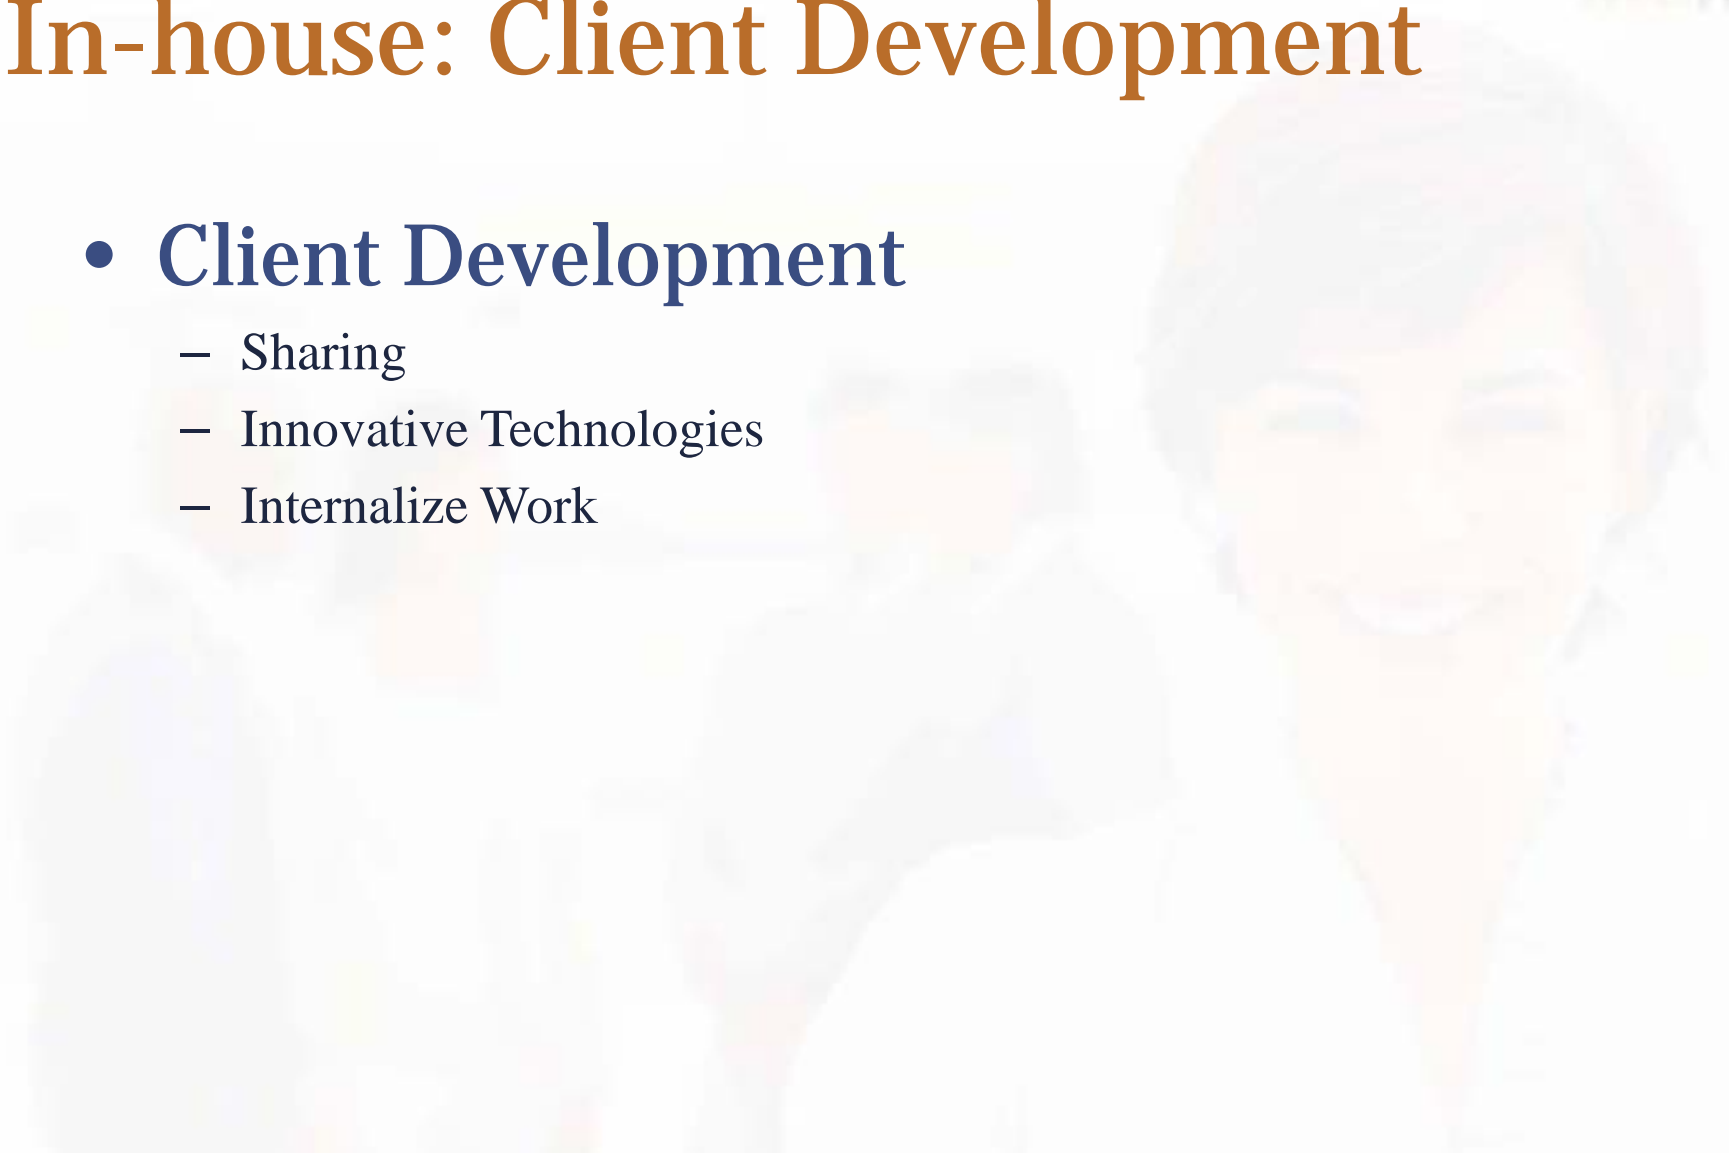 In-house: Client Development
• Client Development
– Sharing
– Innovative Technologies
– Internalize Work